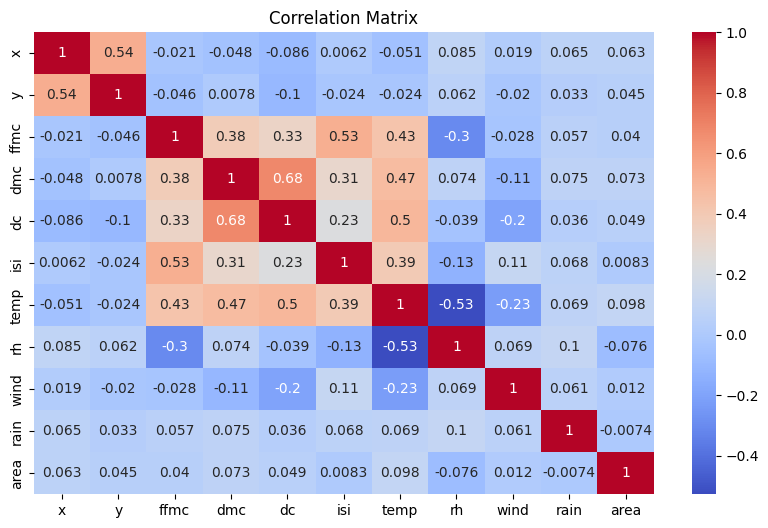 Correlation Matrix
x 1 0.54 -0.021 -0.048 -0.086 0.0062 -0.051 0.085 0.019 0.065 0.063
y 0.54 1 -0.046 0.0078 -0.1 -0.024 -0.024 0.062 -0.02 0.033 0.045
ffmc -0.021 -0.046 1 0.38 0.33 0.53 0.43 -0.3 -0.028 0.057 0.04
dmc -0.048 0.0078 0.38 1 0.68 0.31 0.47 0.074 -0.11 0.075 0.073
dc -0.086 -0.1 0.33 0.68 1 0.23 0.5 -0.039 -0.2 0.036 0.049
isi 0.0062 -0.024 0.53 0.31 0.23 1 0.39 -0.13 0.11 0.068 0.0083
temp -0.051 -0.024 0.43 0.47 0.5 0.39 1 -0.53 -0.23 0.069 0.098
rh 0.085 0.062 -0.3 0.074 -0.039 -0.13 -0.53 1 0.069 0.1 -0.076
wind 0.019 -0.02 -0.028 -0.11 -0.2 0.11 -0.23 0.069 1 0.061 0.012
rain 0.065 0.033 0.057 0.075 0.036 0.068 0.069 0.1 0.061 1 -0.0074
area 0.063 0.045 0.04 0.073 0.049 0.0083 0.098 -0.076 0.012 -0.0074 1
x y ffmc dmc dc isi temp rh wind rain area
1.0
0.8
0.6
0.4
0.2
0.0
−0.2
−0.4